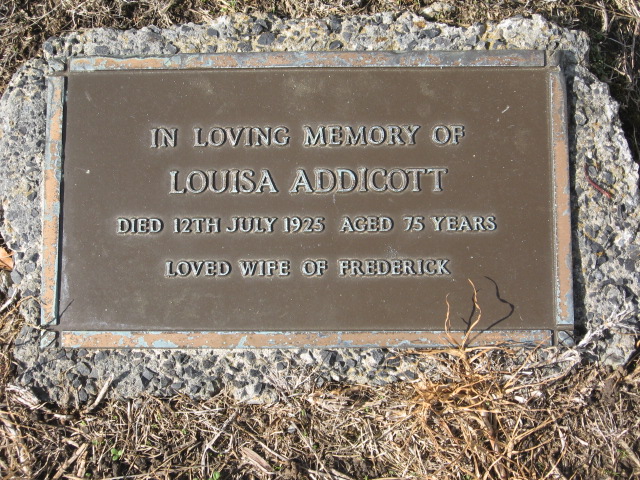 IN LOVING MEMORY OF
LOUISA ADDICOTT
DIED 12TH JULY 1925 AGED 75 YEARS
LOVED WIFE OF FREDERICK